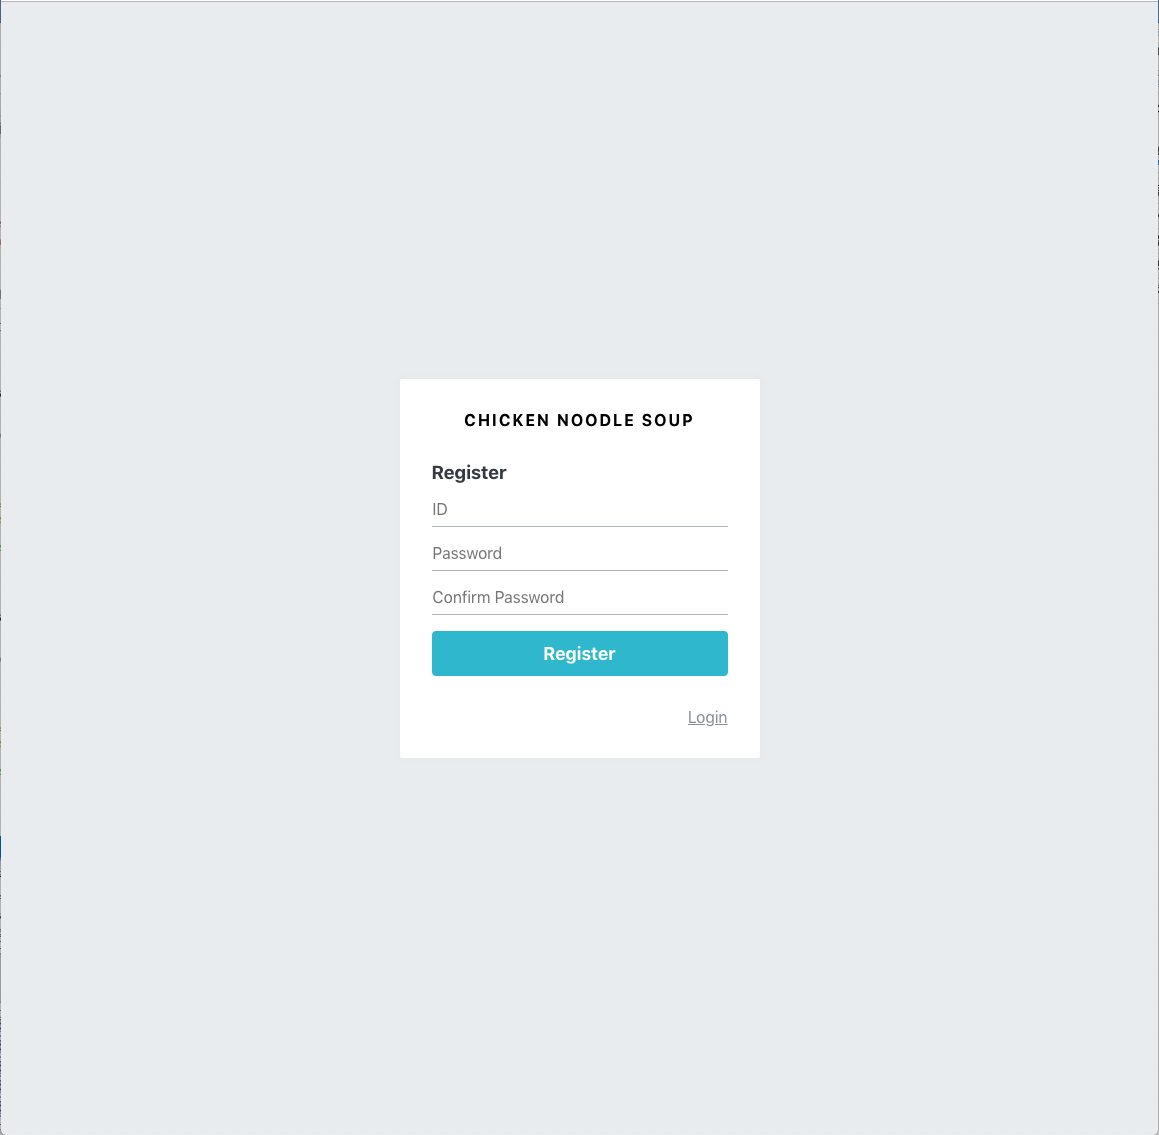 CHICKEN NOODLE SOUP
Register
ID
Password
Confirm Password
Register
Login